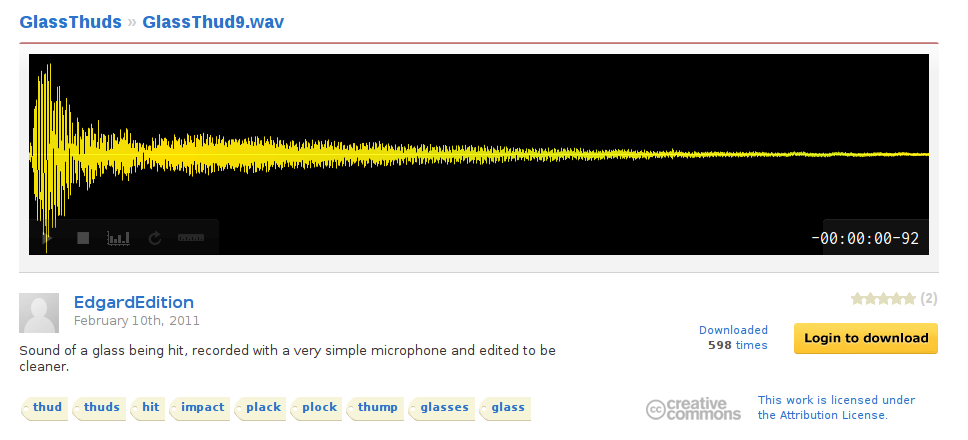 GlassThuds » GlassThud9.wav
-00:00:00-92
EdgardEdition
February 10th, 2011
(2)
Downloaded
598 times
Login to download
Sound of a glass being hit, recorded with a very simple microphone and edited to be
cleaner.
thud thuds hit impact plack plock thump glasses glass
cc creative commons
This work is licensed under
the Attribution License.